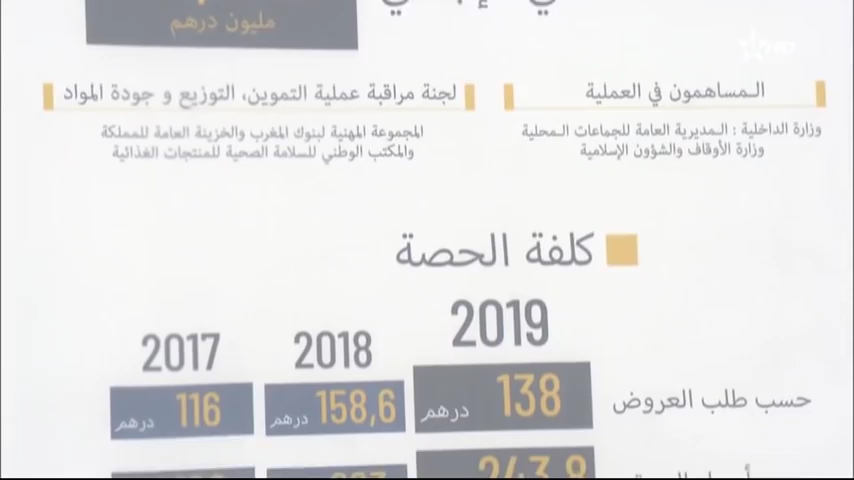 مليون درهم
المساهمون في العملية
وزارة الداخلية : المديرية العامة للجماعات المحلية
وزارة الأوقاف والشؤون الإسلامية
لجنة مراقبة عملية التموين، التوزيع و جودة المواد
المجموعة المهنية لبنوك المغرب والخزينة العامة للمملكة
والمكتب الوطني للسلامة الصحية للمنتجات الغذائية
كلفة الحصة
2019 2018 2017
حسب طلب العروض 138 درهم 158,6 درهم 116 درهم
243,8